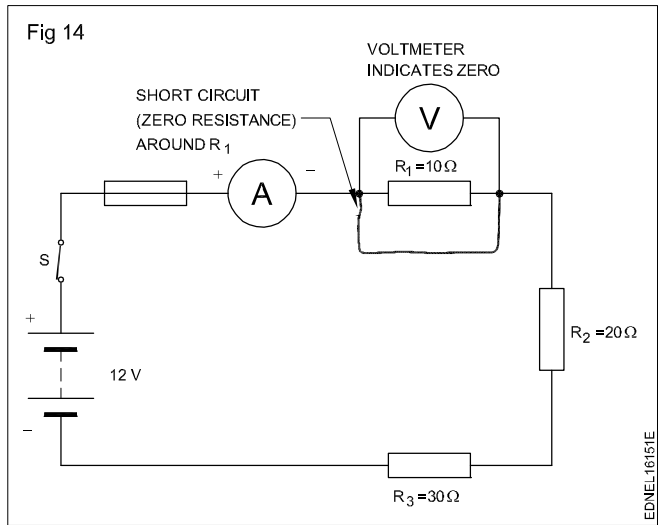 Fig 14
VOLTMETER
INDICATES ZERO
SHORT CIRCUIT
(ZERO RESISTANCE)
AROUND R1
V
R1 =10Ω
+
A
−
S
+
12 V
−
R2 =20Ω
R3 =30Ω
EDNEL16151E